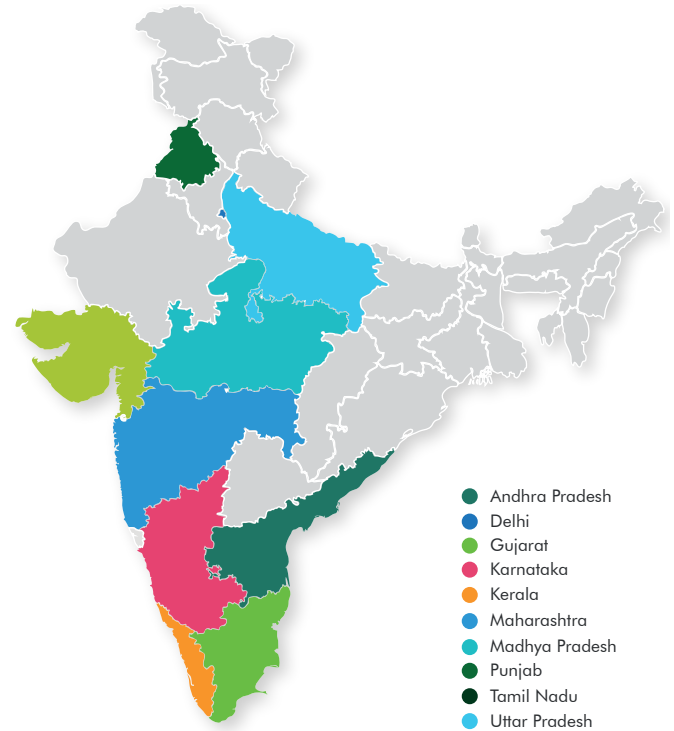 Andhra Pradesh
Delhi
Gujarat
Karnataka
Kerala
Maharashtra
Madhya Pradesh
Punjab
Tamil Nadu
Uttar Pradesh